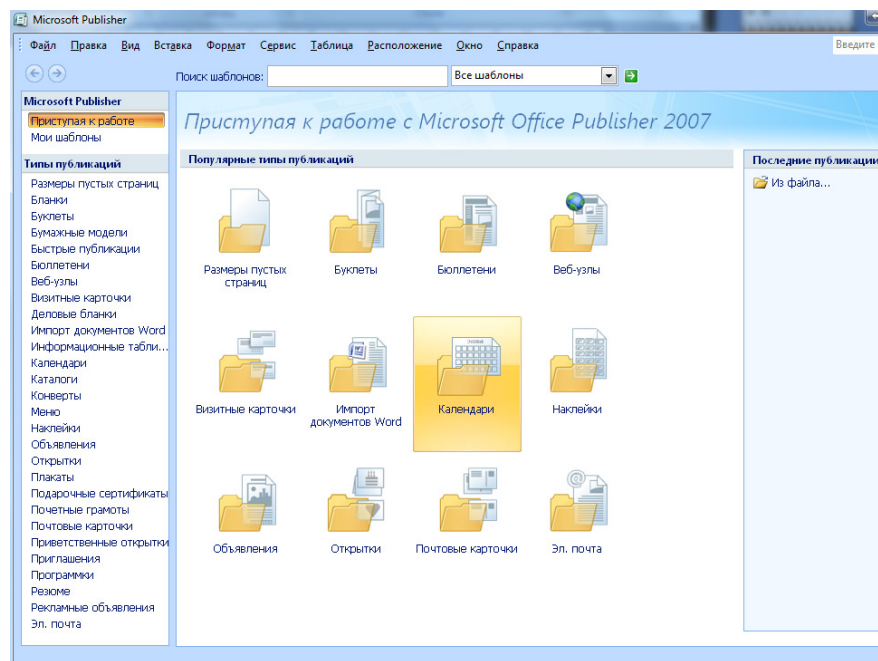 Microsoft Publisher
Файл Правка Вид Вставка Формат Сервис Таблица Расположение Окно Справка Введите
Поиск шаблонов: Все шаблоны
Microsoft Publisher
Приступая к работе
Мои шаблоны
Типы публикаций
Размеры пустых страниц
Бланки
Буклеты
Бумажные модели
Быстрые публикации
Бюллетени
Веб-узлы
Визитные карточки
Деловые бланки
Импорт документов Word
Информационные табли...
Календари
Каталоги
Конверты
Меню
Наклейки
Объявления
Открытки
Плакаты
Подарочные сертификаты
Почетные грамоты
Почтовые карточки
Приветственные открытки
Приглашения
Программки
Резюме
Рекламные объявления
Эл. почта
Приступая к работе с Microsoft Office Publisher 2007
Популярные типы публикаций
Размеры пустых
страниц
Буклеты
Бюллетени
Веб-узлы
Визитные карточки
Импорт
документов Word
Календари
Наклейки
Объявления
Открытки
Почтовые карточки
Эл. почта
Последние публикации
Из файла...